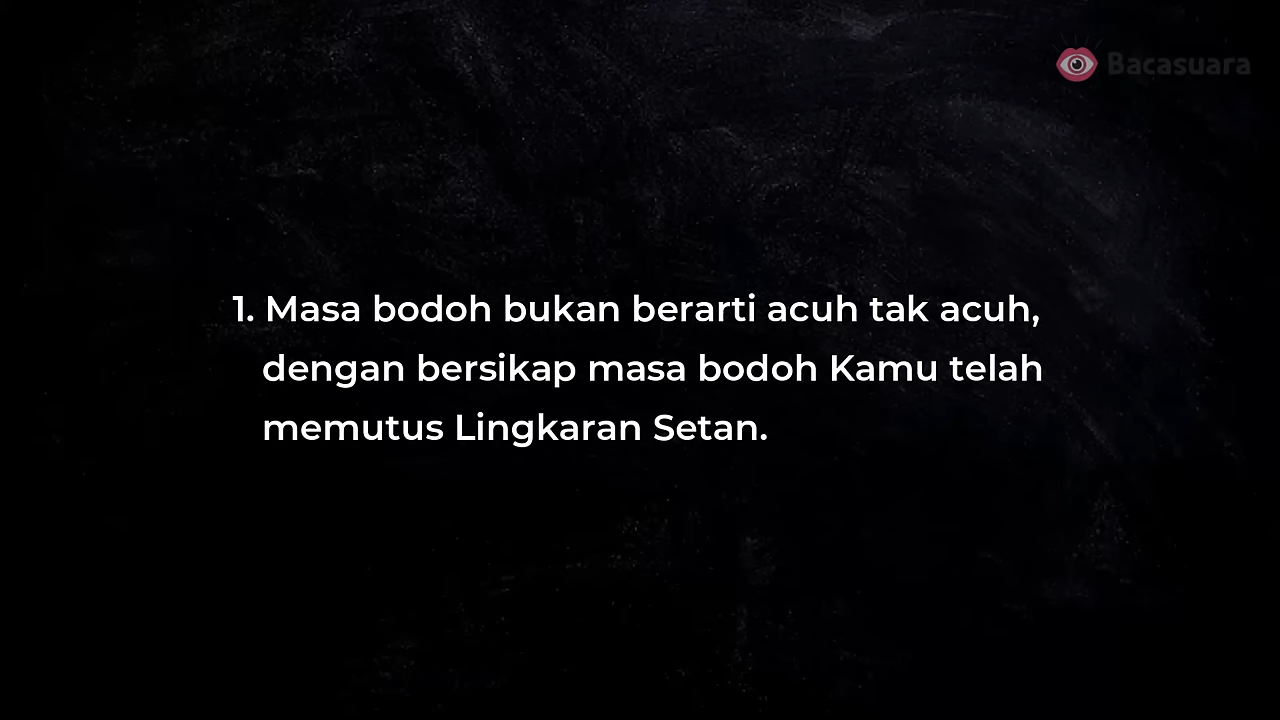 Bacasuara
1. Masa bodoh bukan berarti acuh tak acuh,
dengan bersikap masa bodoh Kamu telah
memutus Lingkaran Setan.